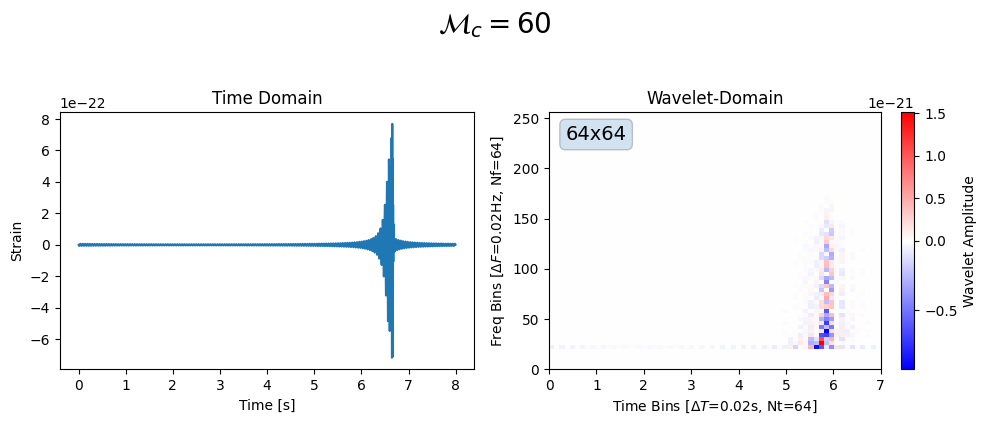 ℳc = 60
Time Domain
1e−22
8
6
4
2
0
−2
−4
−6
Strain
0 1 2 3 4 5 6 7 8
Time [s]
Wavelet-Domain
1e−21
64x64
250
200
150
100
50
0
Freq Bins [ΔF=0.02Hz, Nf=64]
0 1 2 3 4 5 6 7
Time Bins [ΔT=0.02s, Nt=64]
1.5
1.0
0.5
0.0
−0.5
Wavelet Amplitude